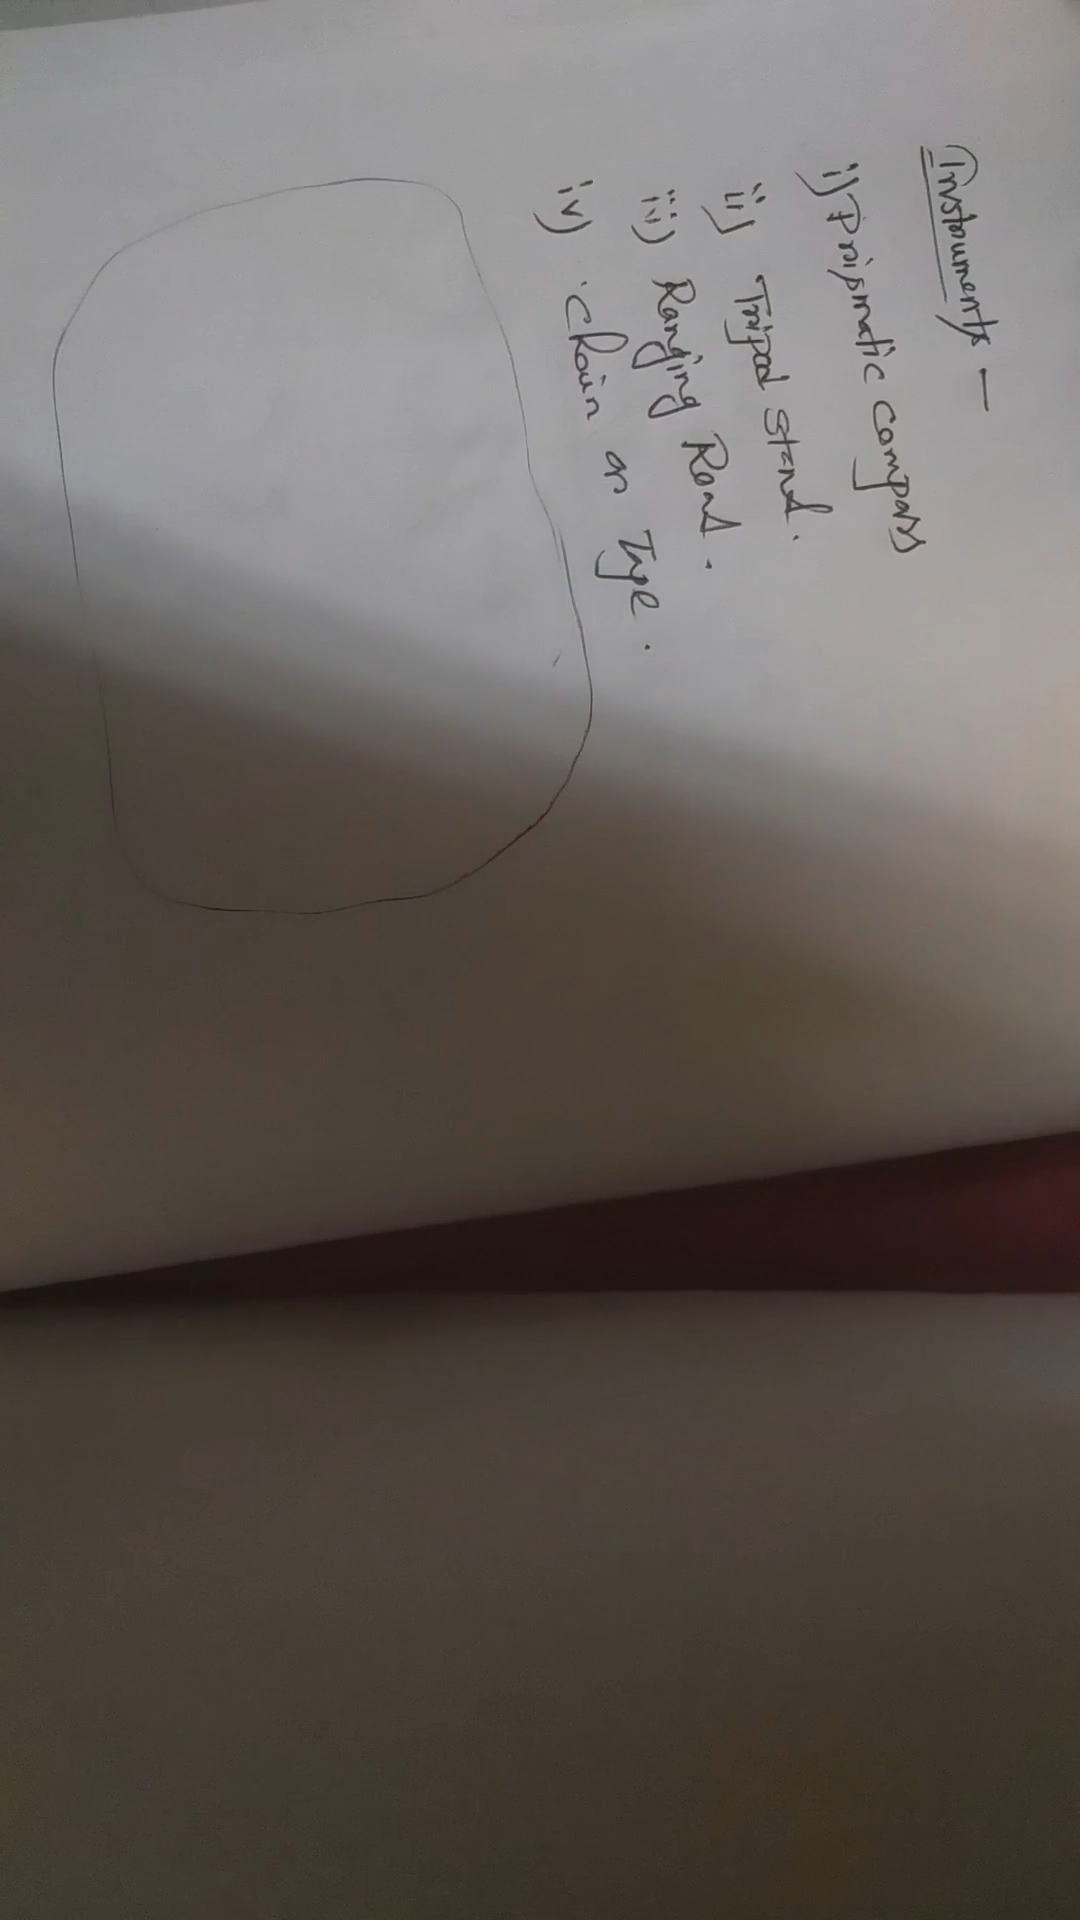 Instruments -
i) Prismatic compass
ii) Tripod stand.
iii) Ranging Road.
iv) chain or Tape.